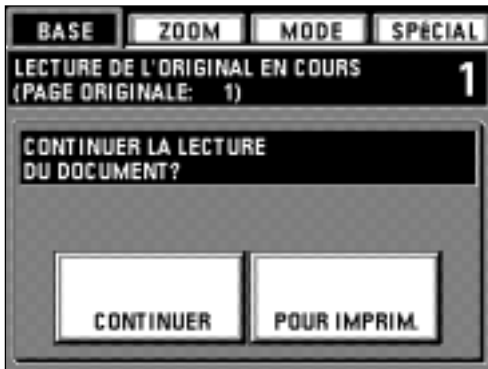 BASE ZOOM MODE SPÉCIAL
LECTURE DE L'ORIGINAL EN COURS 1
(PAGE ORIGINALE: 1)
CONTINUER LA LECTURE
DU DOCUMENT?
CONTINUER POUR IMPRIM.